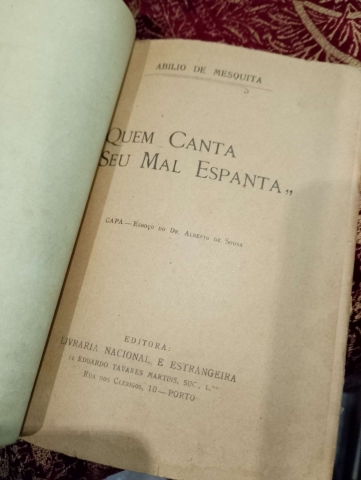 ABILIO DE MESQUITA
QUEM CANTA
SEU MAL ESPANTA„
CAPA—Esboço do Dr. Alberto de Sousa
EDITORA:
LIVRARIA NACIONAL E ESTRANGEIRA
DE EDUARDO TAVARES MARTINS, SUC. L.DA
RUA DOS CLERIGOS, 10—PORTO